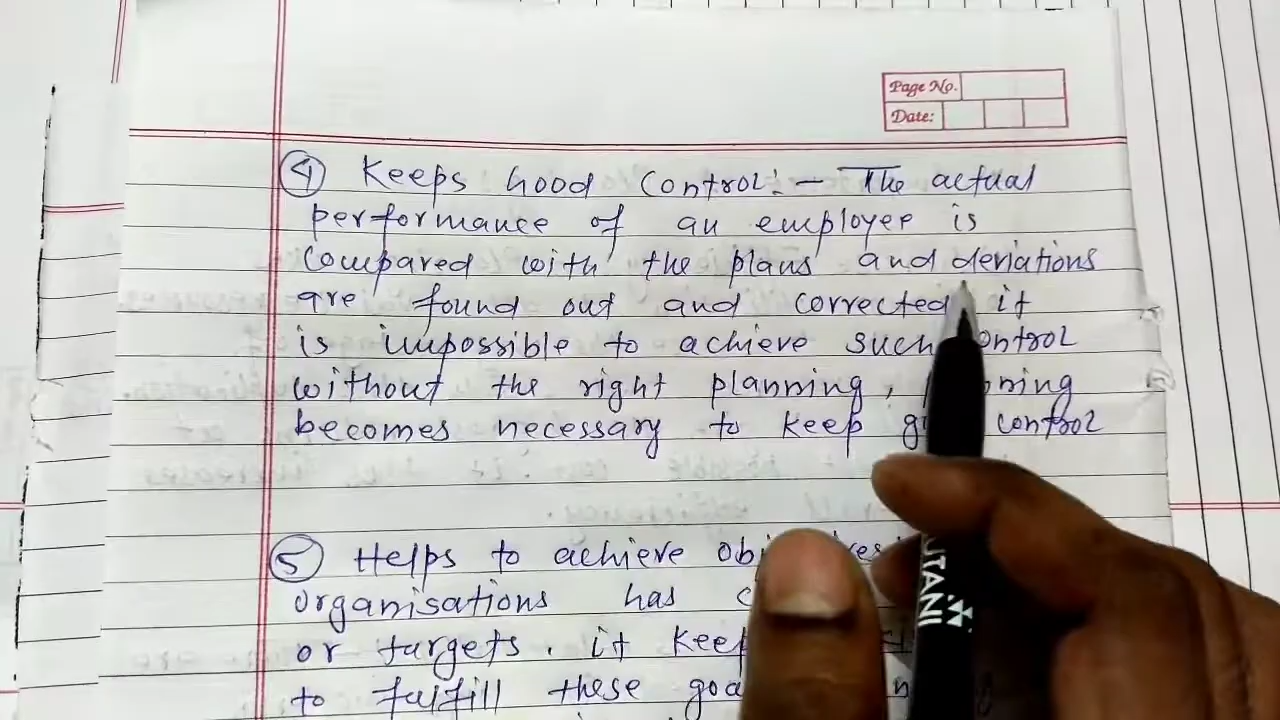 Page No.
Date:
④ Keeps Good Control:- The actual
performance of an employee is
compared with the plans and deviations
are found out and corrected it
is impossible to achieve such control
without the right planning,
becomes necessary to keep control
⑤ Helps to achieve
organisations has
or targets. it keep
to fulfill these